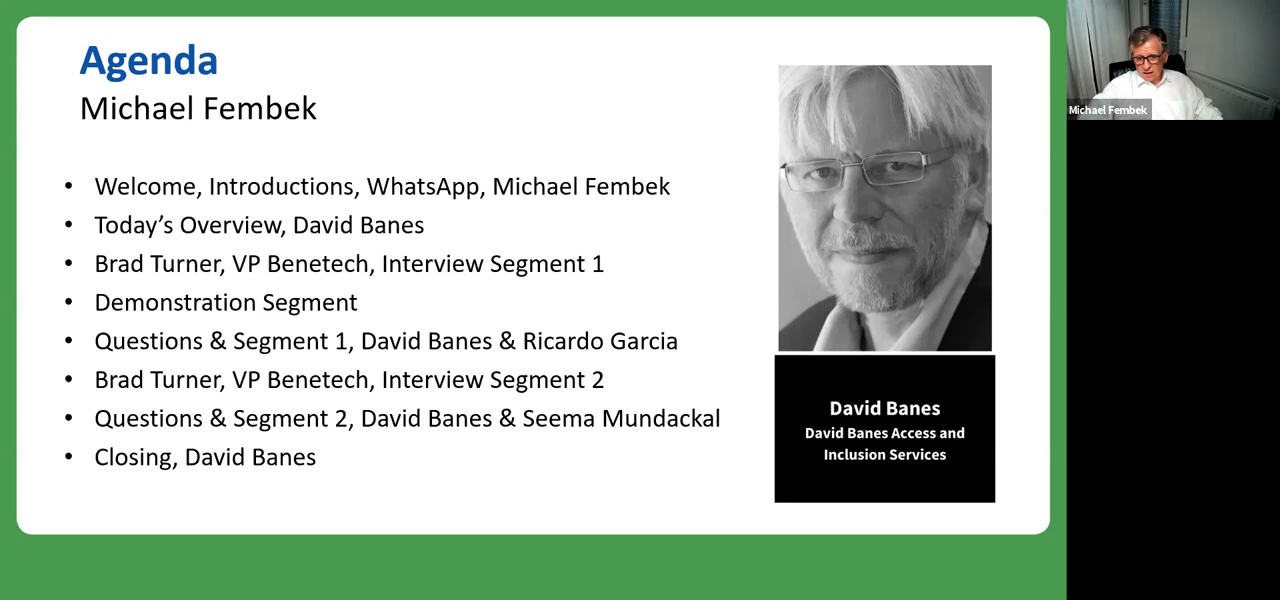 Agenda
Michael Fembek
• Welcome, Introductions, WhatsApp, Michael Fembek
• Today’s Overview, David Banes
• Brad Turner, VP Benetech, Interview Segment 1
• Demonstration Segment
• Questions & Segment 1, David Banes & Ricardo Garcia
• Brad Turner, VP Benetech, Interview Segment 2
• Questions & Segment 2, David Banes & Seema Mundackal
• Closing, David Banes
David Banes
David Banes Access and
Inclusion Services
Michael Fembek